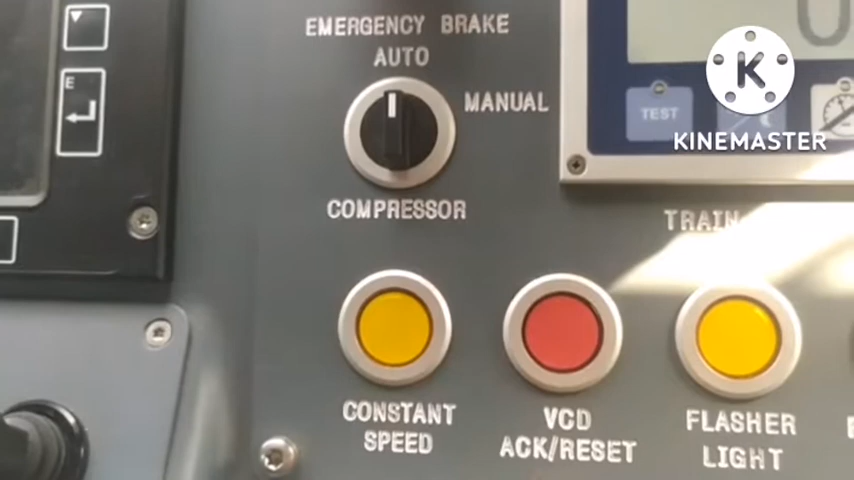 EMERGENCY BRAKE
AUTO
MANUAL
COMPRESSOR
E
TEST
K
KINEMASTER
TRAIN
CONSTANT
SPEED
VCD
ACK/RESET
FLASHER
LIGHT